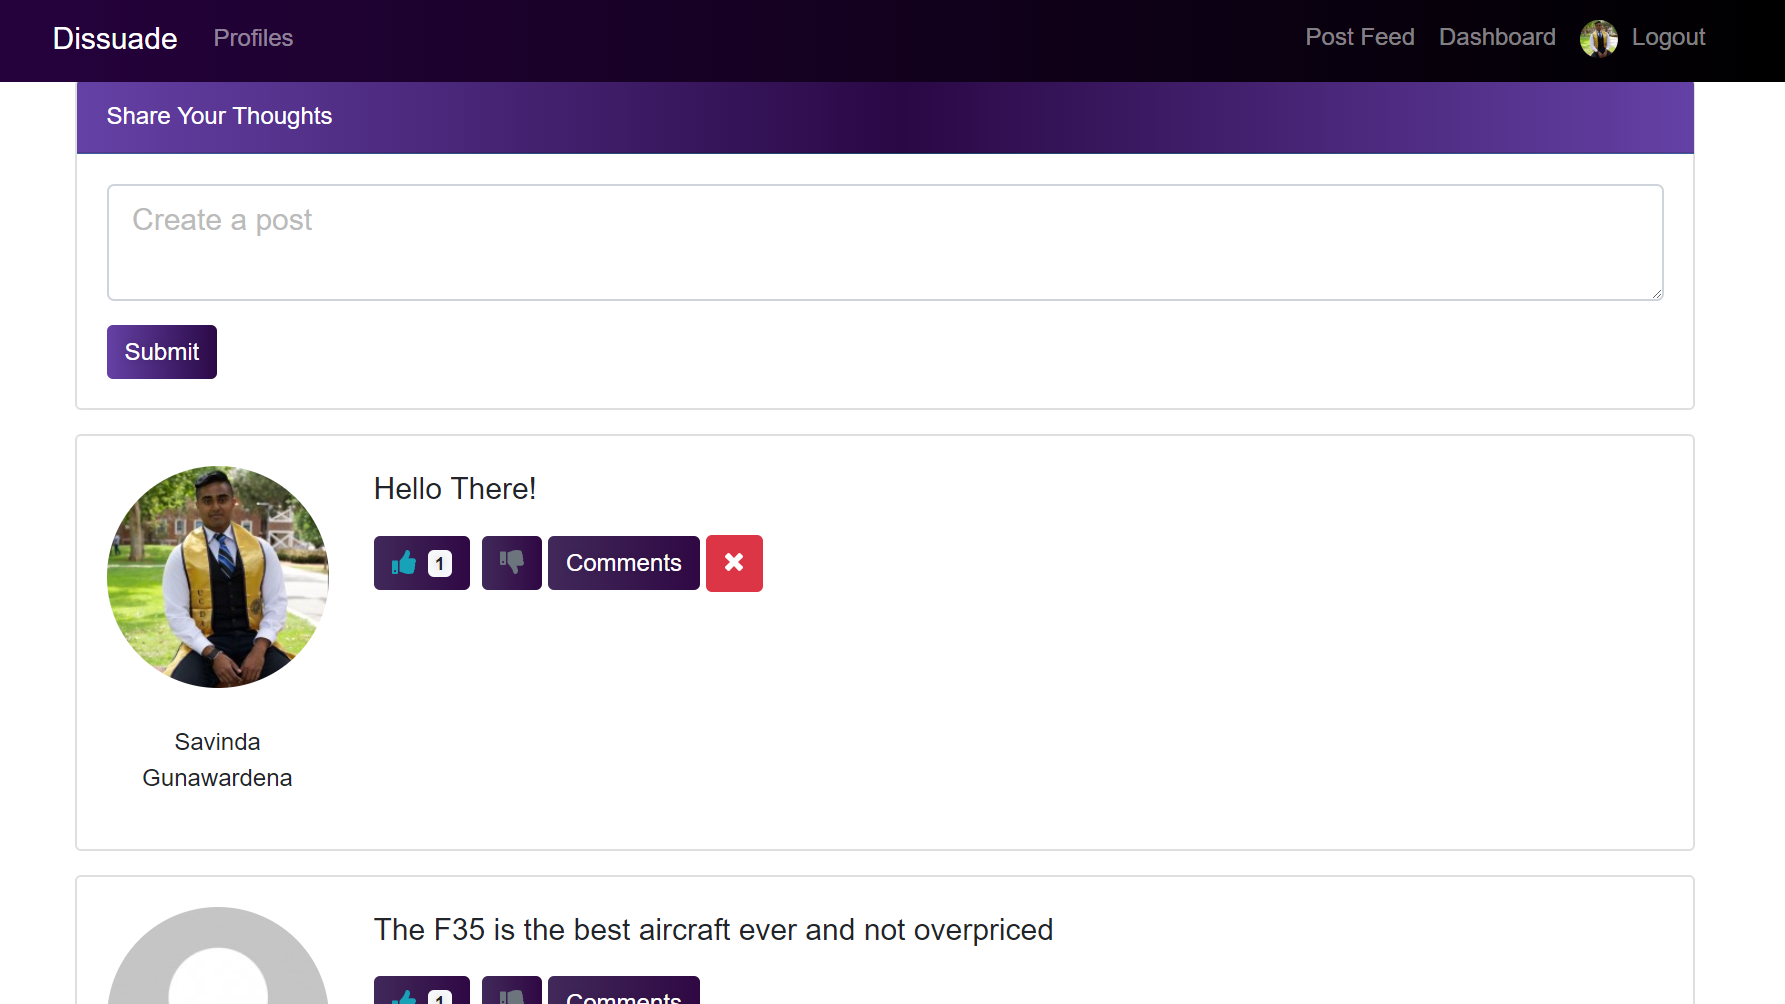 Dissuade Profiles Post Feed Dashboard Logout
Share Your Thoughts
Create a post
Submit
Hello There!
1 Comments
Savinda
Gunawardena
The F35 is the best aircraft ever and not overpriced
1 Comments